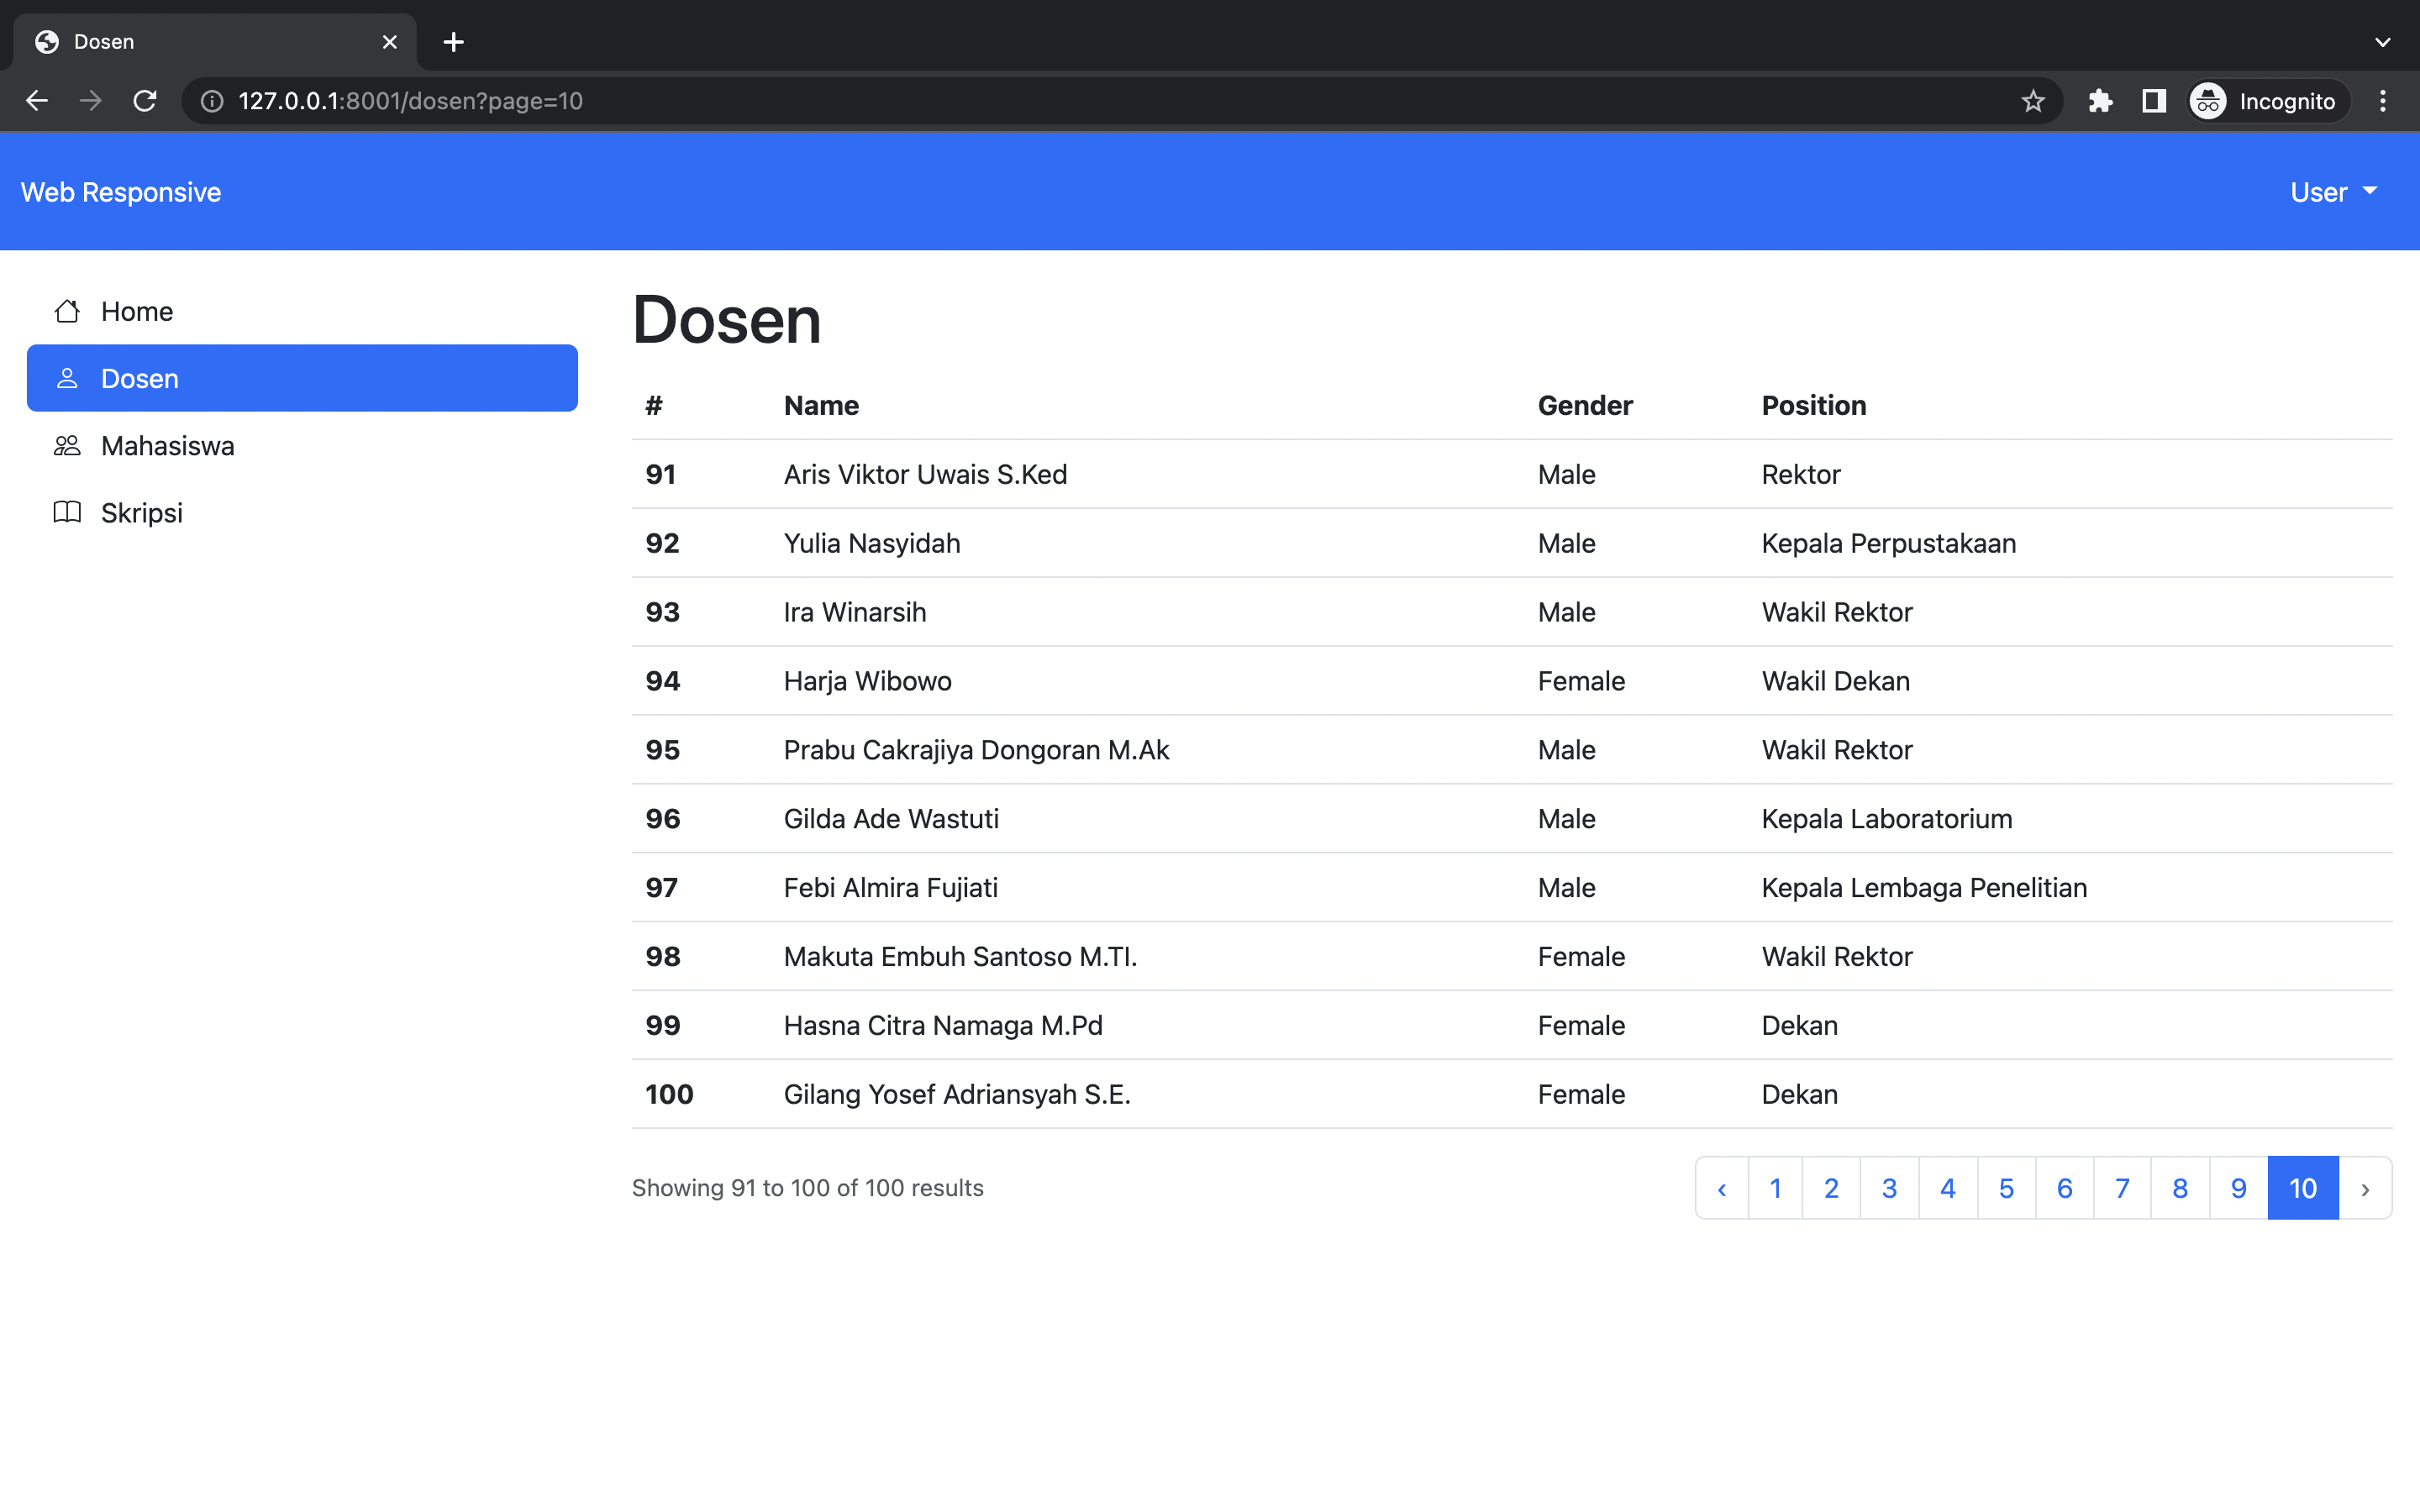 Dosen
127.0.0.1:8001/dosen?page=10
Incognito
Web Responsive
User
Home
Dosen
Mahasiswa
Skripsi
Dosen
# Name Gender Position
91 Aris Viktor Uwais S.Ked Male Rektor
92 Yulia Nasyidah Male Kepala Perpustakaan
93 Ira Winarsih Male Wakil Rektor
94 Harja Wibowo Female Wakil Dekan
95 Prabu Cakrajiya Dongoran M.Ak Male Wakil Rektor
96 Gilda Ade Wastuti Male Kepala Laboratorium
97 Febi Almira Fujiati Male Kepala Lembaga Penelitian
98 Makuta Embuh Santoso M.TI. Female Wakil Rektor
99 Hasna Citra Namaga M.Pd Female Dekan
100 Gilang Yosef Adriansyah S.E. Female Dekan
Showing 91 to 100 of 100 results
‹ 1 2 3 4 5 6 7 8 9 10 ›